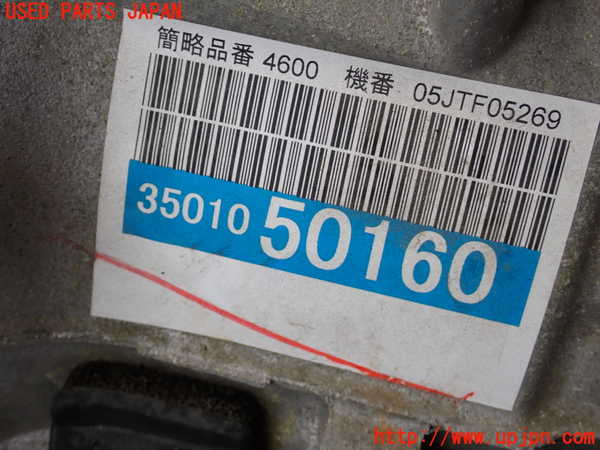 USED PARTS JAPAN
簡略品番 4600 機番 05JTF05269
35010 50160
http://www.upjpn.com